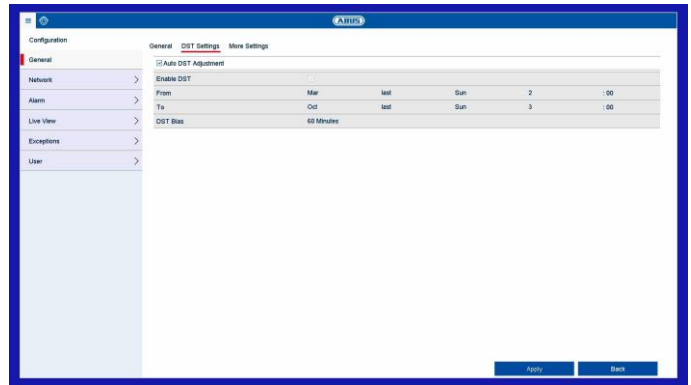 ABUS
Configuration
General DST Settings More Settings
General
Auto DST Adjustment
Network
Enable DST
From Mar last Sun 2 : 00
Alarm
To Oct last Sun 3 : 00
Live View
DST Bias 60 Minutes
Exceptions
User
Apply Back